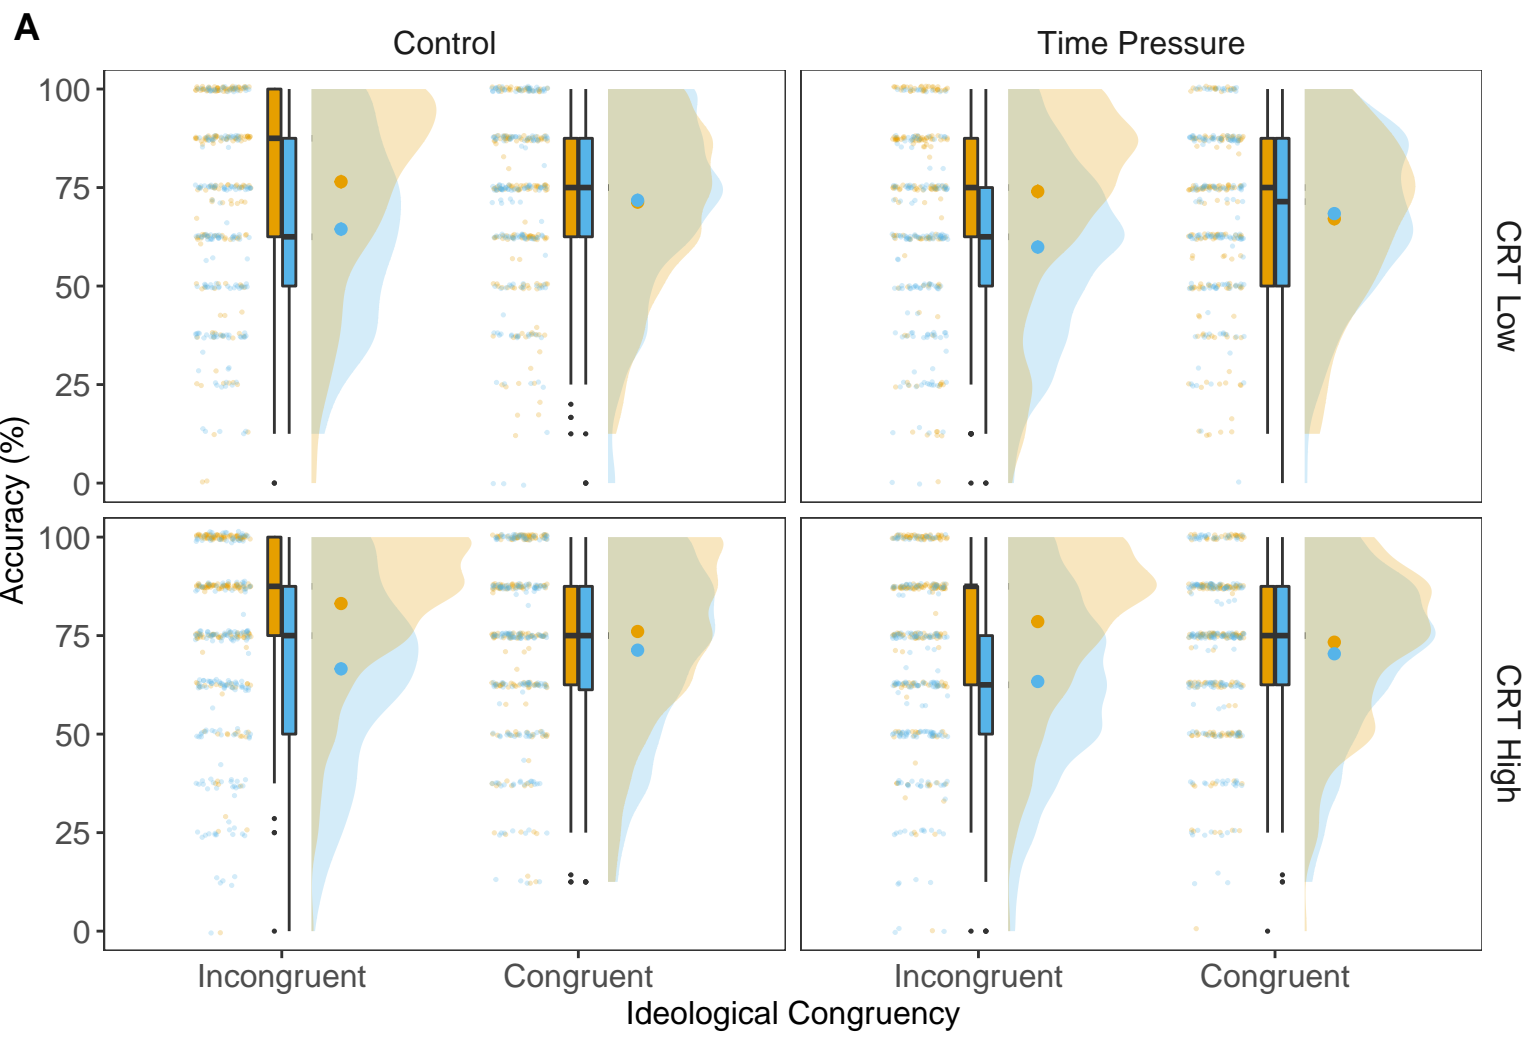 A
Control
Time Pressure
100
75
50
25
0
CRT Low
100
75
50
25
0
CRT High
Accuracy (%)
Incongruent
Congruent
Incongruent
Congruent
Ideological Congruency